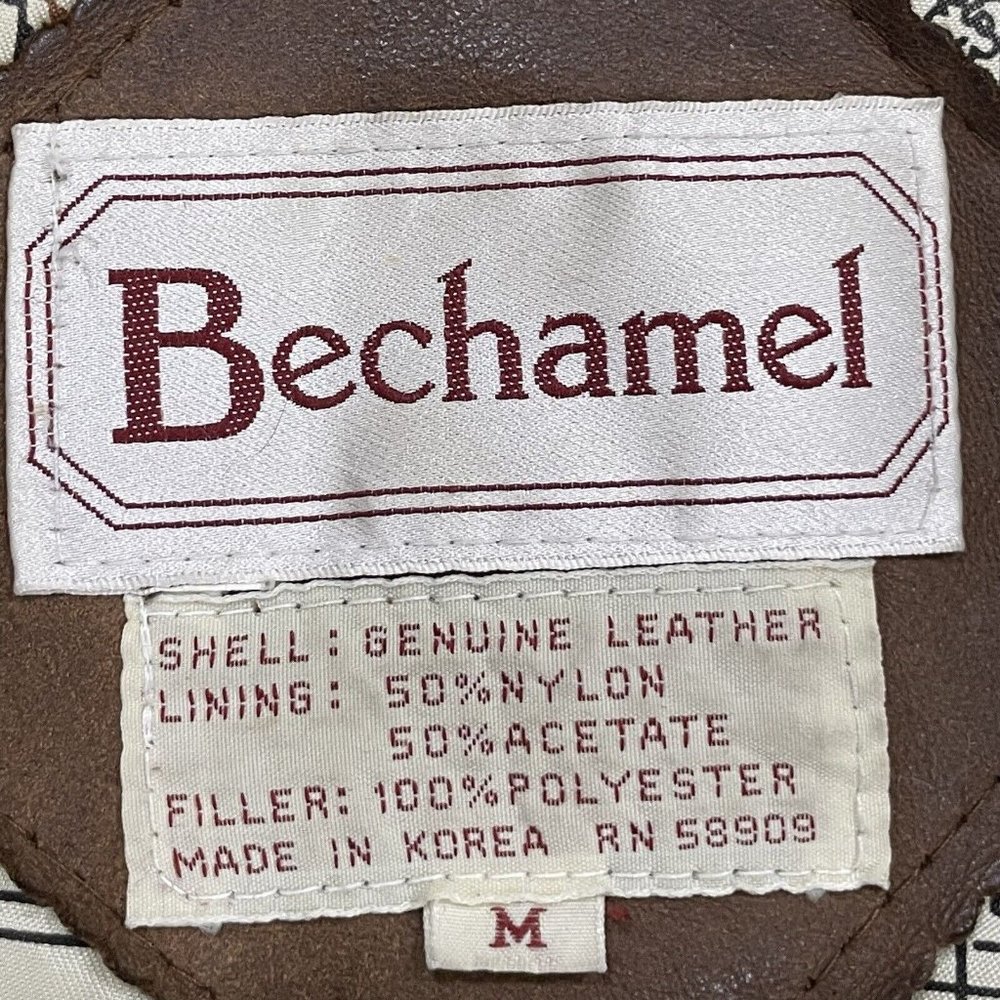 Bechamel
SHELL: GENUINE LEATHER
LINING: 50%NYLON
50%ACETATE
FILLER: 100%POLYESTER
MADE IN KOREA RN 58909
M